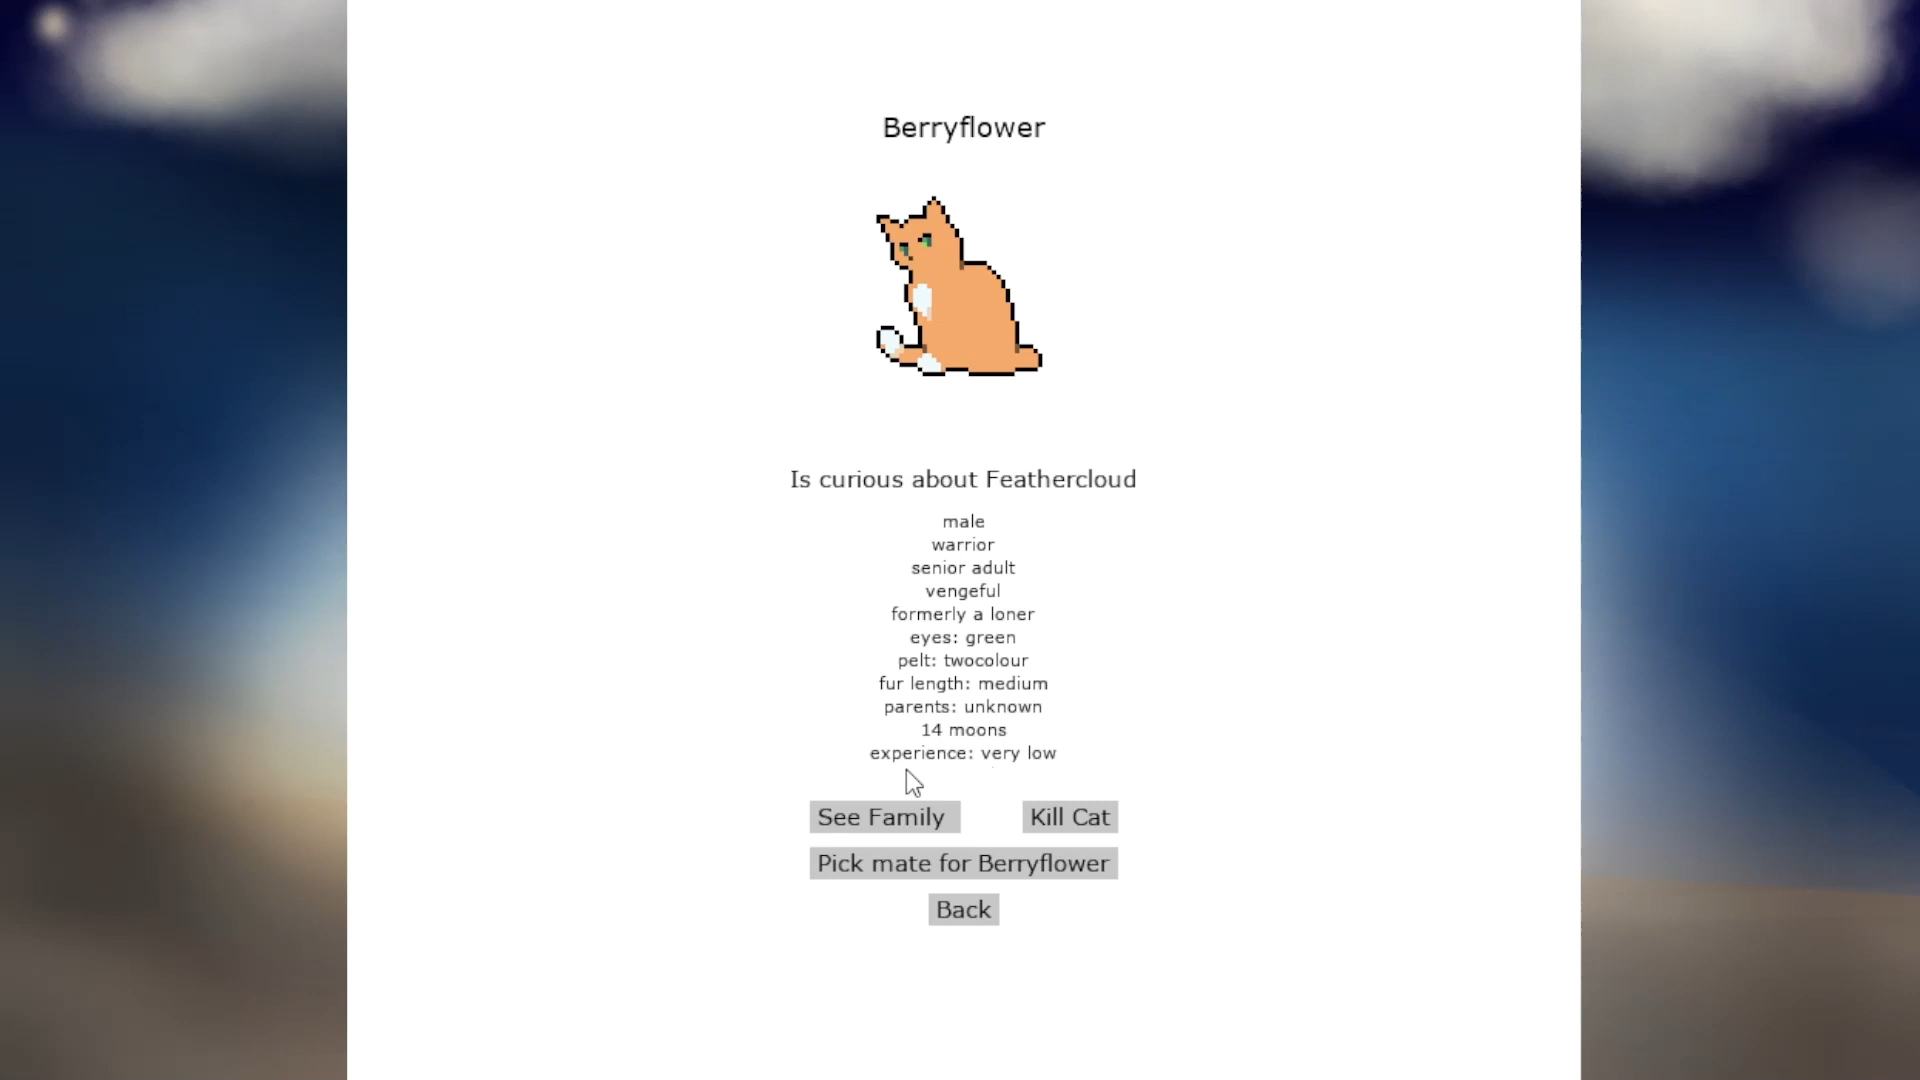 Berryflower
Is curious about Feathercloud
male
warrior
senior adult
vengeful
formerly a loner
eyes: green
pelt: twocolour
fur length: medium
parents: unknown
14 moons
experience: very low
See Family
Kill Cat
Pick mate for Berryflower
Back